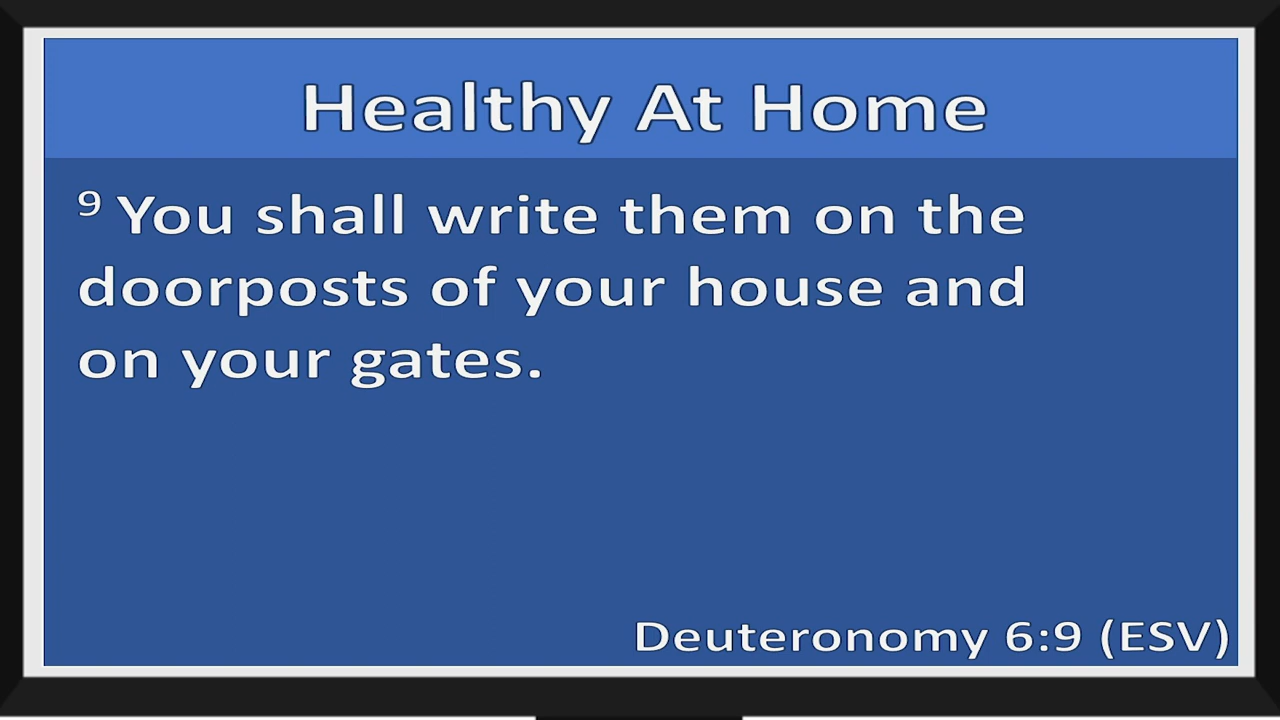 Healthy At Home
⁹ You shall write them on the
doorposts of your house and
on your gates.
Deuteronomy 6:9 (ESV)